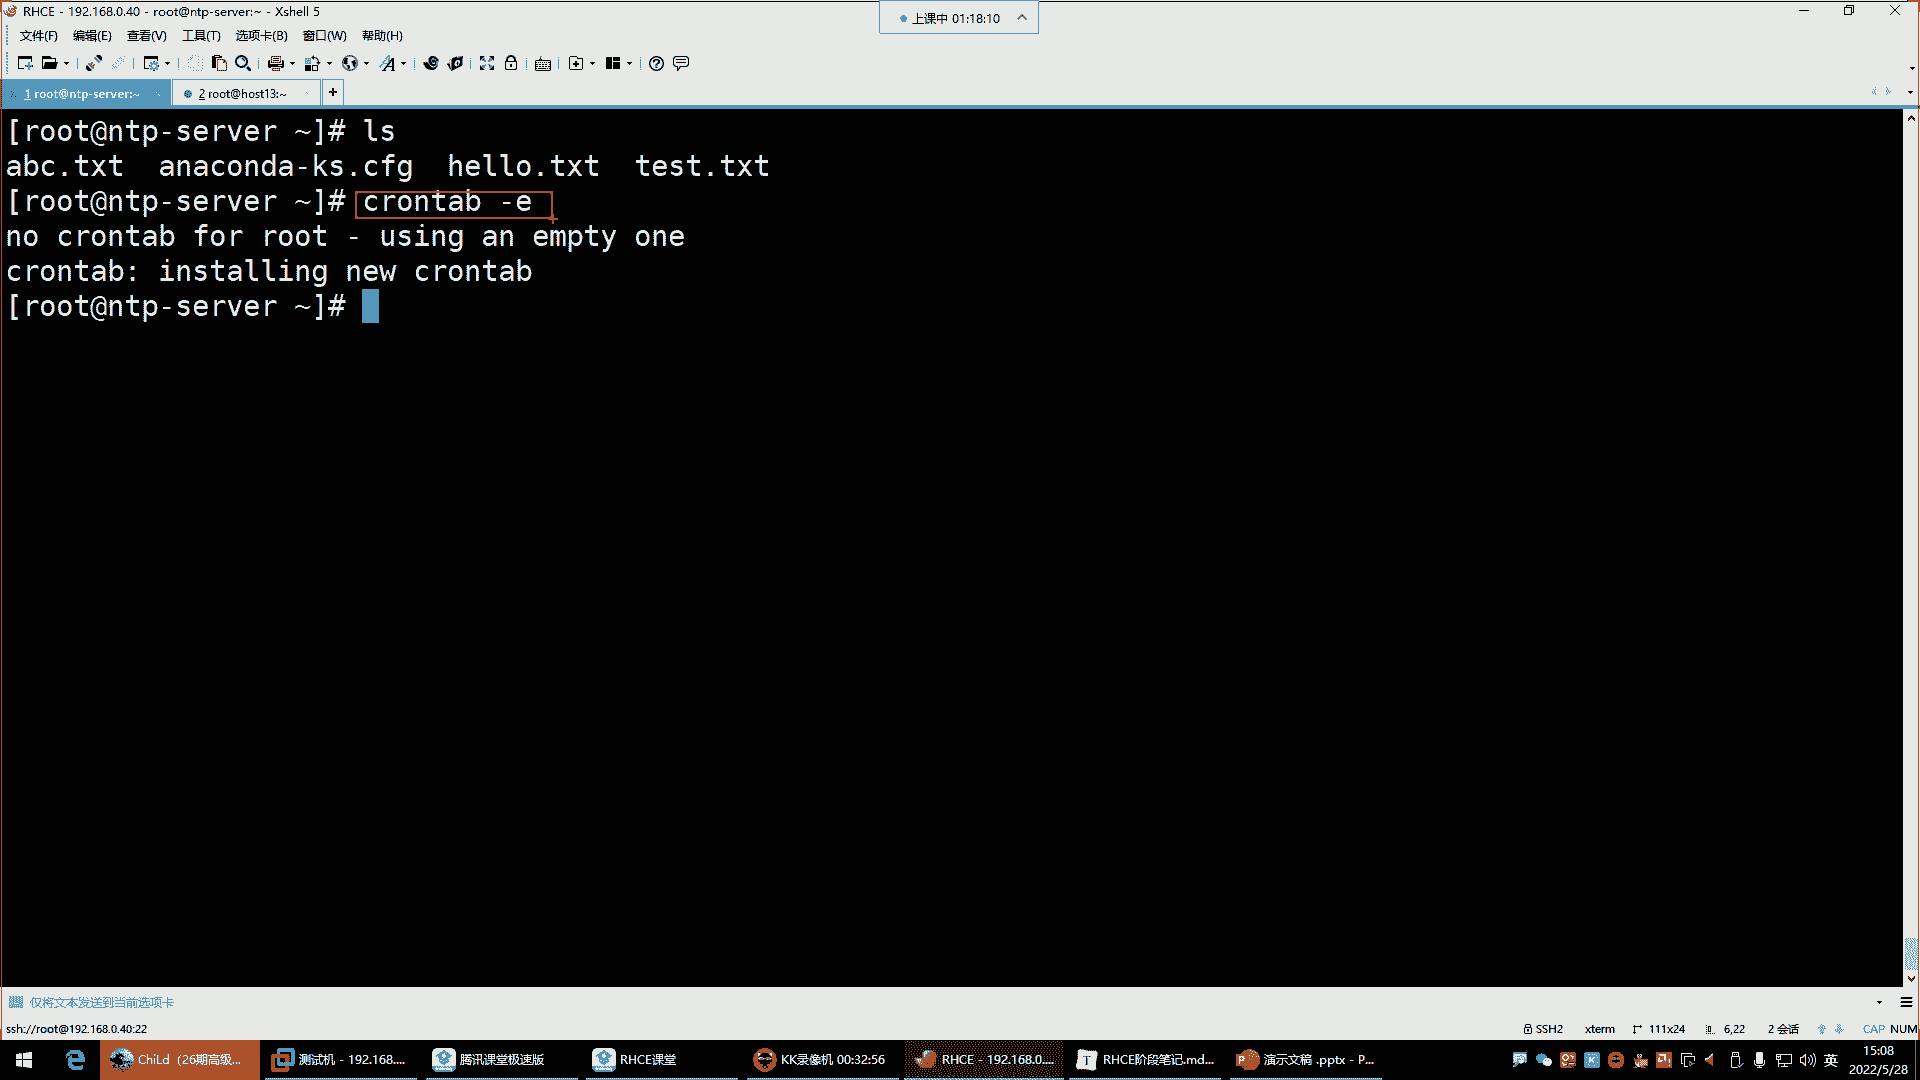 RHCE - 192.168.0.40 - root@ntp-server:~ - Xshell 5
上课中 01:18:10
文件(F) 编辑(E) 查看(V) 工具(T) 选项卡(B) 窗口(W) 帮助(H)
1 root@ntp-server:~ 2 root@host13:~ +
[root@ntp-server ~]# ls
abc.txt anaconda-ks.cfg hello.txt test.txt
[root@ntp-server ~]# crontab -e
no crontab for root - using an empty one
crontab: installing new crontab
[root@ntp-server ~]#
仅将文本发送到当前选项卡
ssh://root@192.168.0.40:22 SSH2 xterm 111x24 6,22 2 会话 CAP NUM
ChiLd（26期高级... 测试机 - 192.168.... 腾讯课堂极速版 RHCE课堂 KK录像机 00:32:56 RHCE - 192.168.0.... RHCE阶段笔记.md... 演示文稿 .pptx - P... 英 15:08
2022/5/28